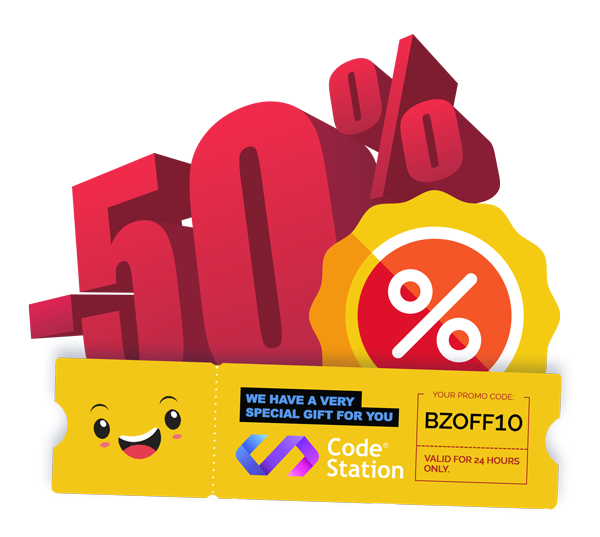 -50%
%
WE HAVE A VERY
SPECIAL GIFT FOR YOU
Code®
Station
YOUR PROMO CODE:
BZOFF10
VALID FOR 24 HOURS
ONLY.